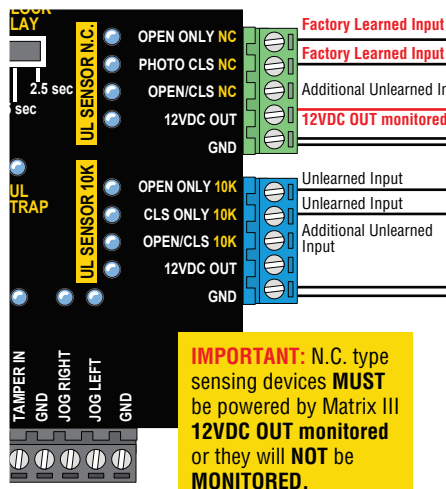 LAY
2.5 sec
sec
UL SENSOR N.C.
OPEN ONLY NC
PHOTO CLS NC
OPEN/CLS NC
12VDC OUT
GND
Factory Learned Input
Factory Learned Input
Additional Unlearned
12VDC OUT monitored
UL
TRAP
UL SENSOR 10K
OPEN ONLY 10K
CLS ONLY 10K
OPEN/CLS 10K
12VDC OUT
GND
Unlearned Input
Unlearned Input
Additional Unlearned
Input
TAMPER IN
GND
JOG RIGHT
JOG LEFT
GND
IMPORTANT: N.C. type
sensing devices MUST
be powered by Matrix III
12VDC OUT monitored
or they will NOT be
MONITORED.